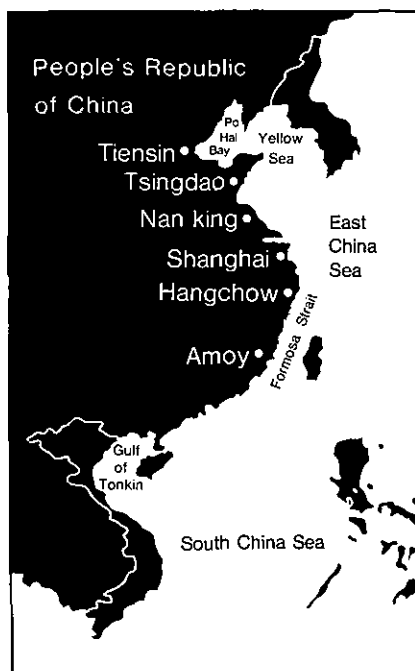 People's Republic
of China
Po
Hai
Bay
Yellow
Sea
Tiensin
Tsingdao
Nan king
East
China
Sea
Shanghai
Hangchow
Formosa Strait
Amoy
Gulf
of
Tonkin
South China Sea